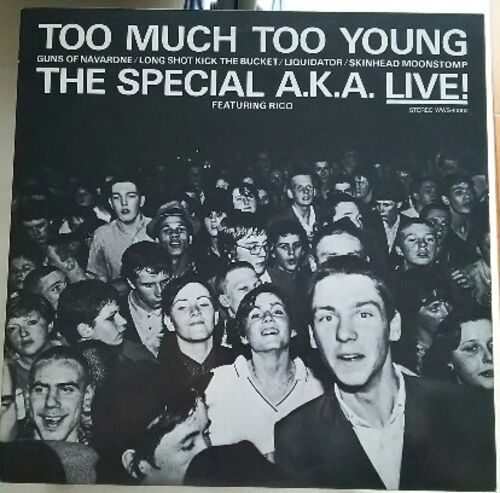 TOO MUCH TOO YOUNG
GUNS OF NAVARONE/LONG SHOT KICK THE BUCKET/LIQUIDATOR/SKINHEAD MOONSTOMP
THE SPECIAL A.K.A. LIVE!
FEATURING RICO
STEREO